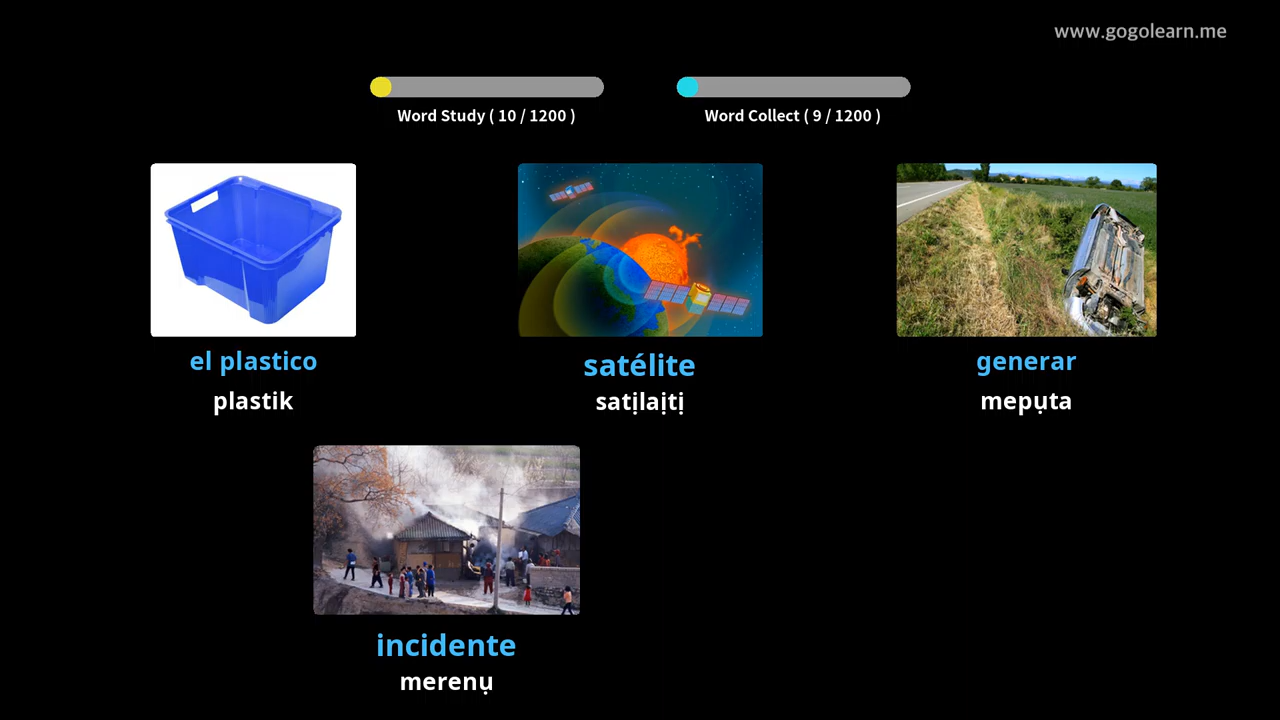 www.gogolearn.me
Word Study ( 10 / 1200 )
Word Collect ( 9 / 1200 )
el plastico
plastik
satélite
satịlaịtị
generar
mepụta
incidente
merenụ